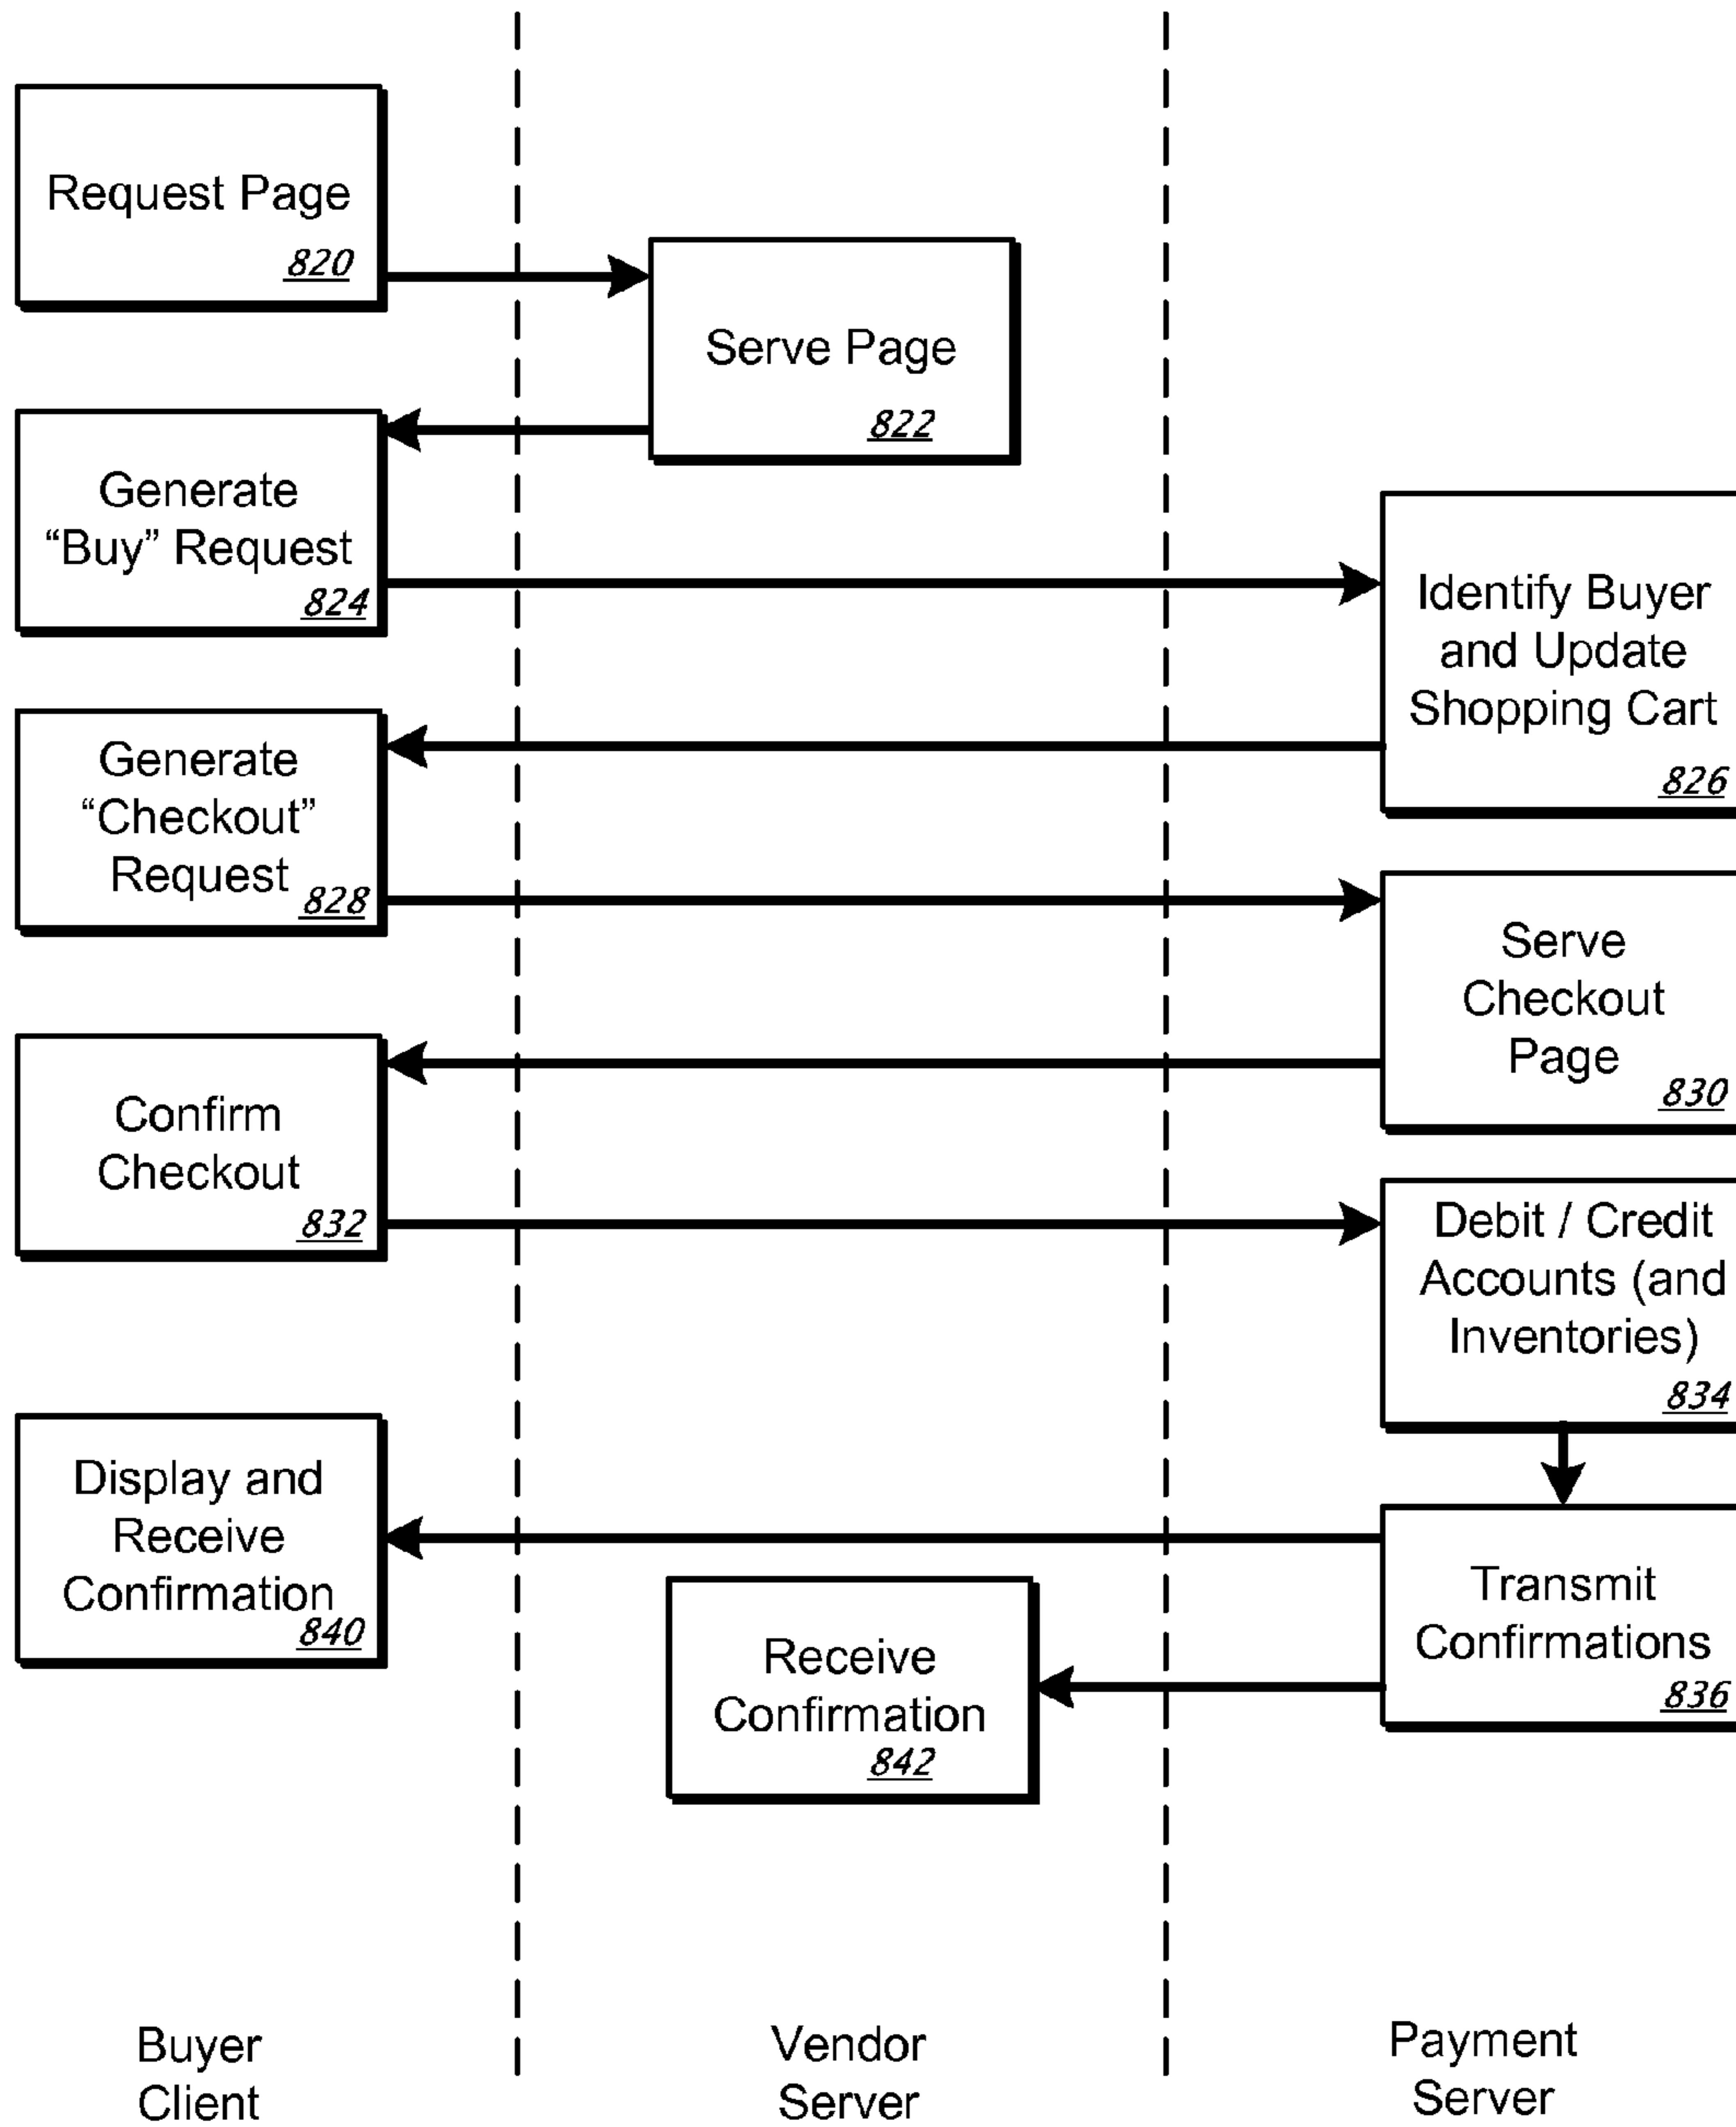 Request Page
820
Serve Page
822
Generate
“Buy” Request
824
Identify Buyer
and Update
Shopping Cart
826
Generate
“Checkout”
Request
828
Serve
Checkout
Page
830
Confirm
Checkout
832
Debit / Credit
Accounts (and
Inventories)
834
Display and
Receive
Confirmation
840
Transmit
Confirmations
836
Receive
Confirmation
842
Buyer
Client
Vendor
Server
Payment
Server